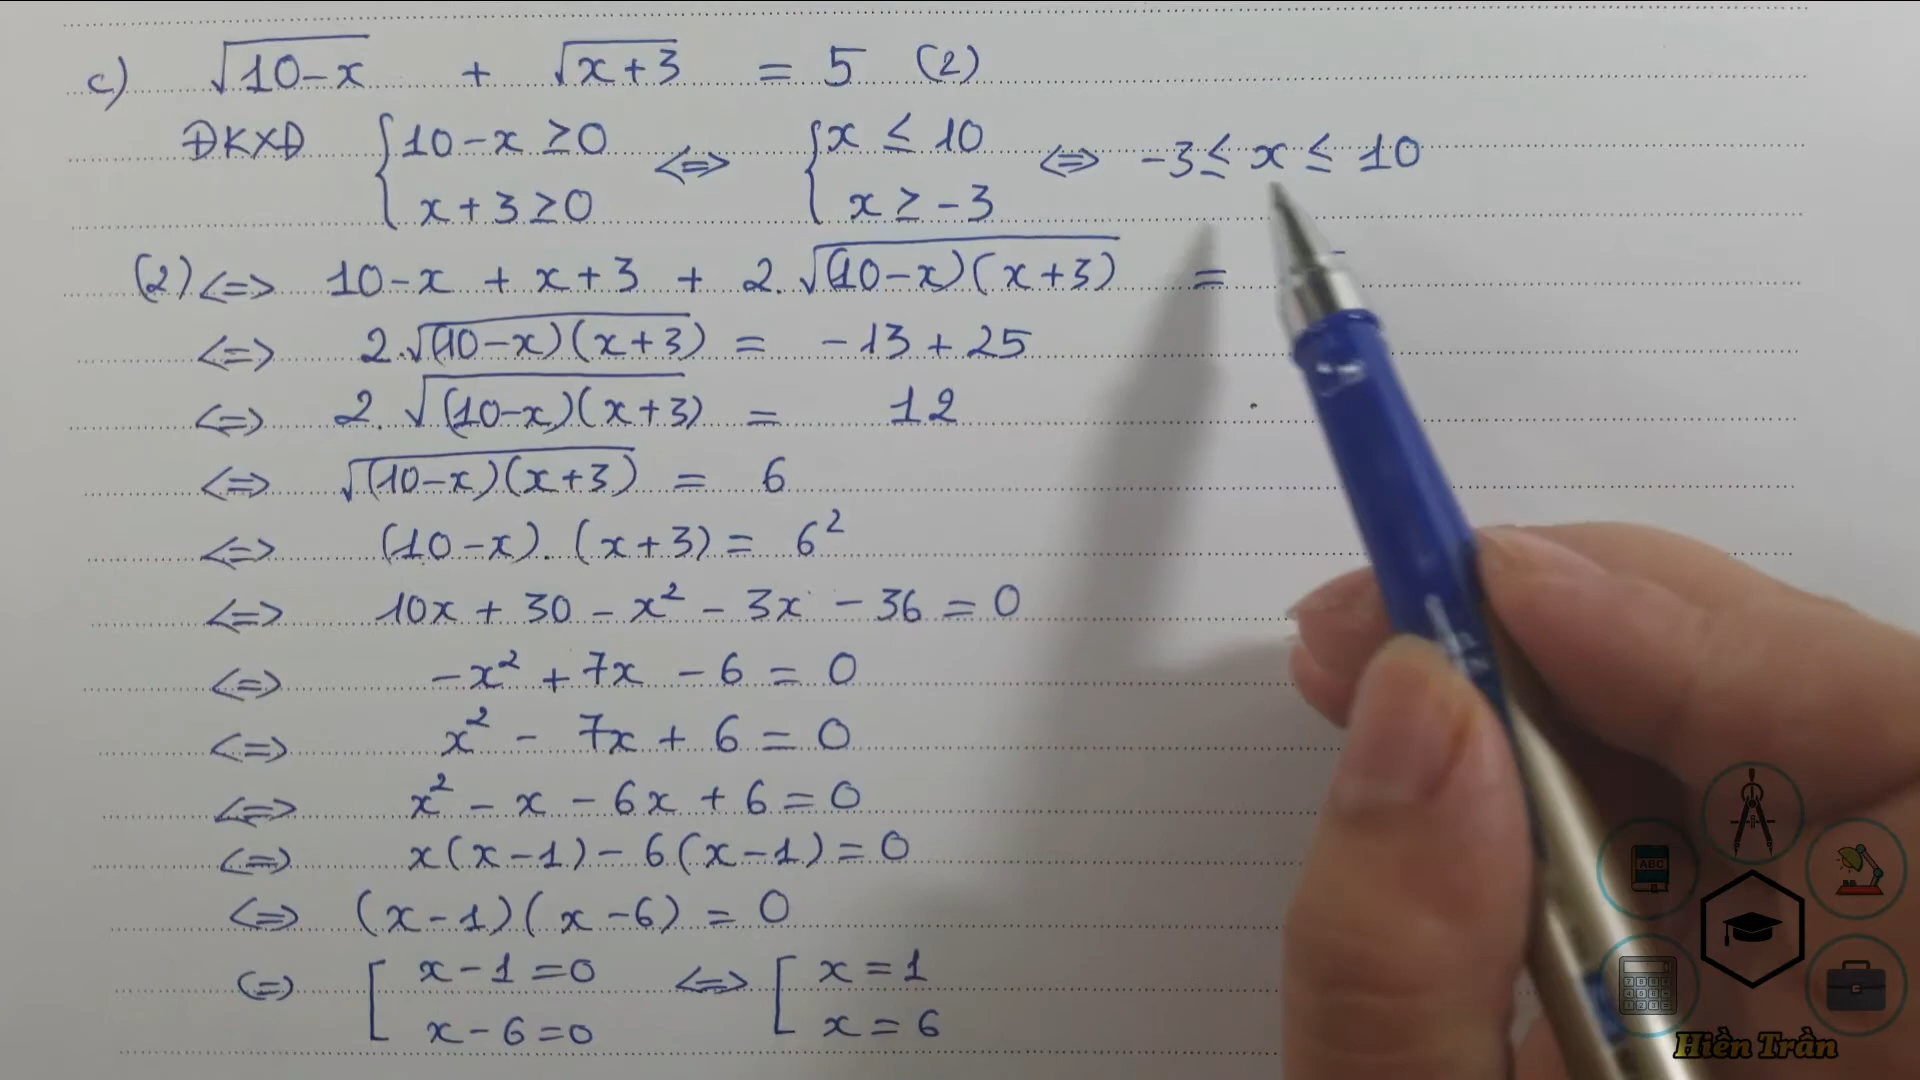 c) √(10-x) + √(x+3) = 5 (2)
ĐKXĐ { 10-x ≥0 <=> { x ≤ 10 <=> -3 ≤ x ≤ 10
x+3 ≥0 x ≥ -3
(2) <=> 10-x + x+3 + 2.√((10-x)(x+3)) =
<=> 2.√((10-x)(x+3)) = -13+25
<=> 2.√((10-x)(x+3)) = 12
<=> √((10-x)(x+3)) = 6
<=> (10-x).(x+3) = 6²
<=> 10x + 30 - x² - 3x - 36 = 0
<=> -x² + 7x - 6 = 0
<=> x² - 7x + 6 = 0
<=> x² - x - 6x + 6 = 0
<=> x(x-1) - 6(x-1) = 0
<=> (x-1)(x-6) = 0
(=) [ x-1=0 <=> [ x=1
x-6=0 x=6
ABC
Hiền Trần